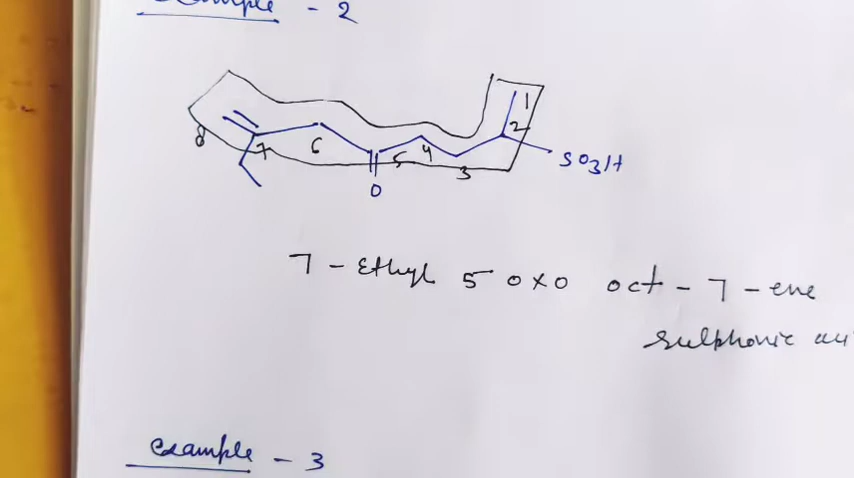 Example - 2
1
2
8 7 6 5 4 3
SO3H
O
7 - Ethyl 5 oxo oct - 7 - ene
sulphonic
example - 3